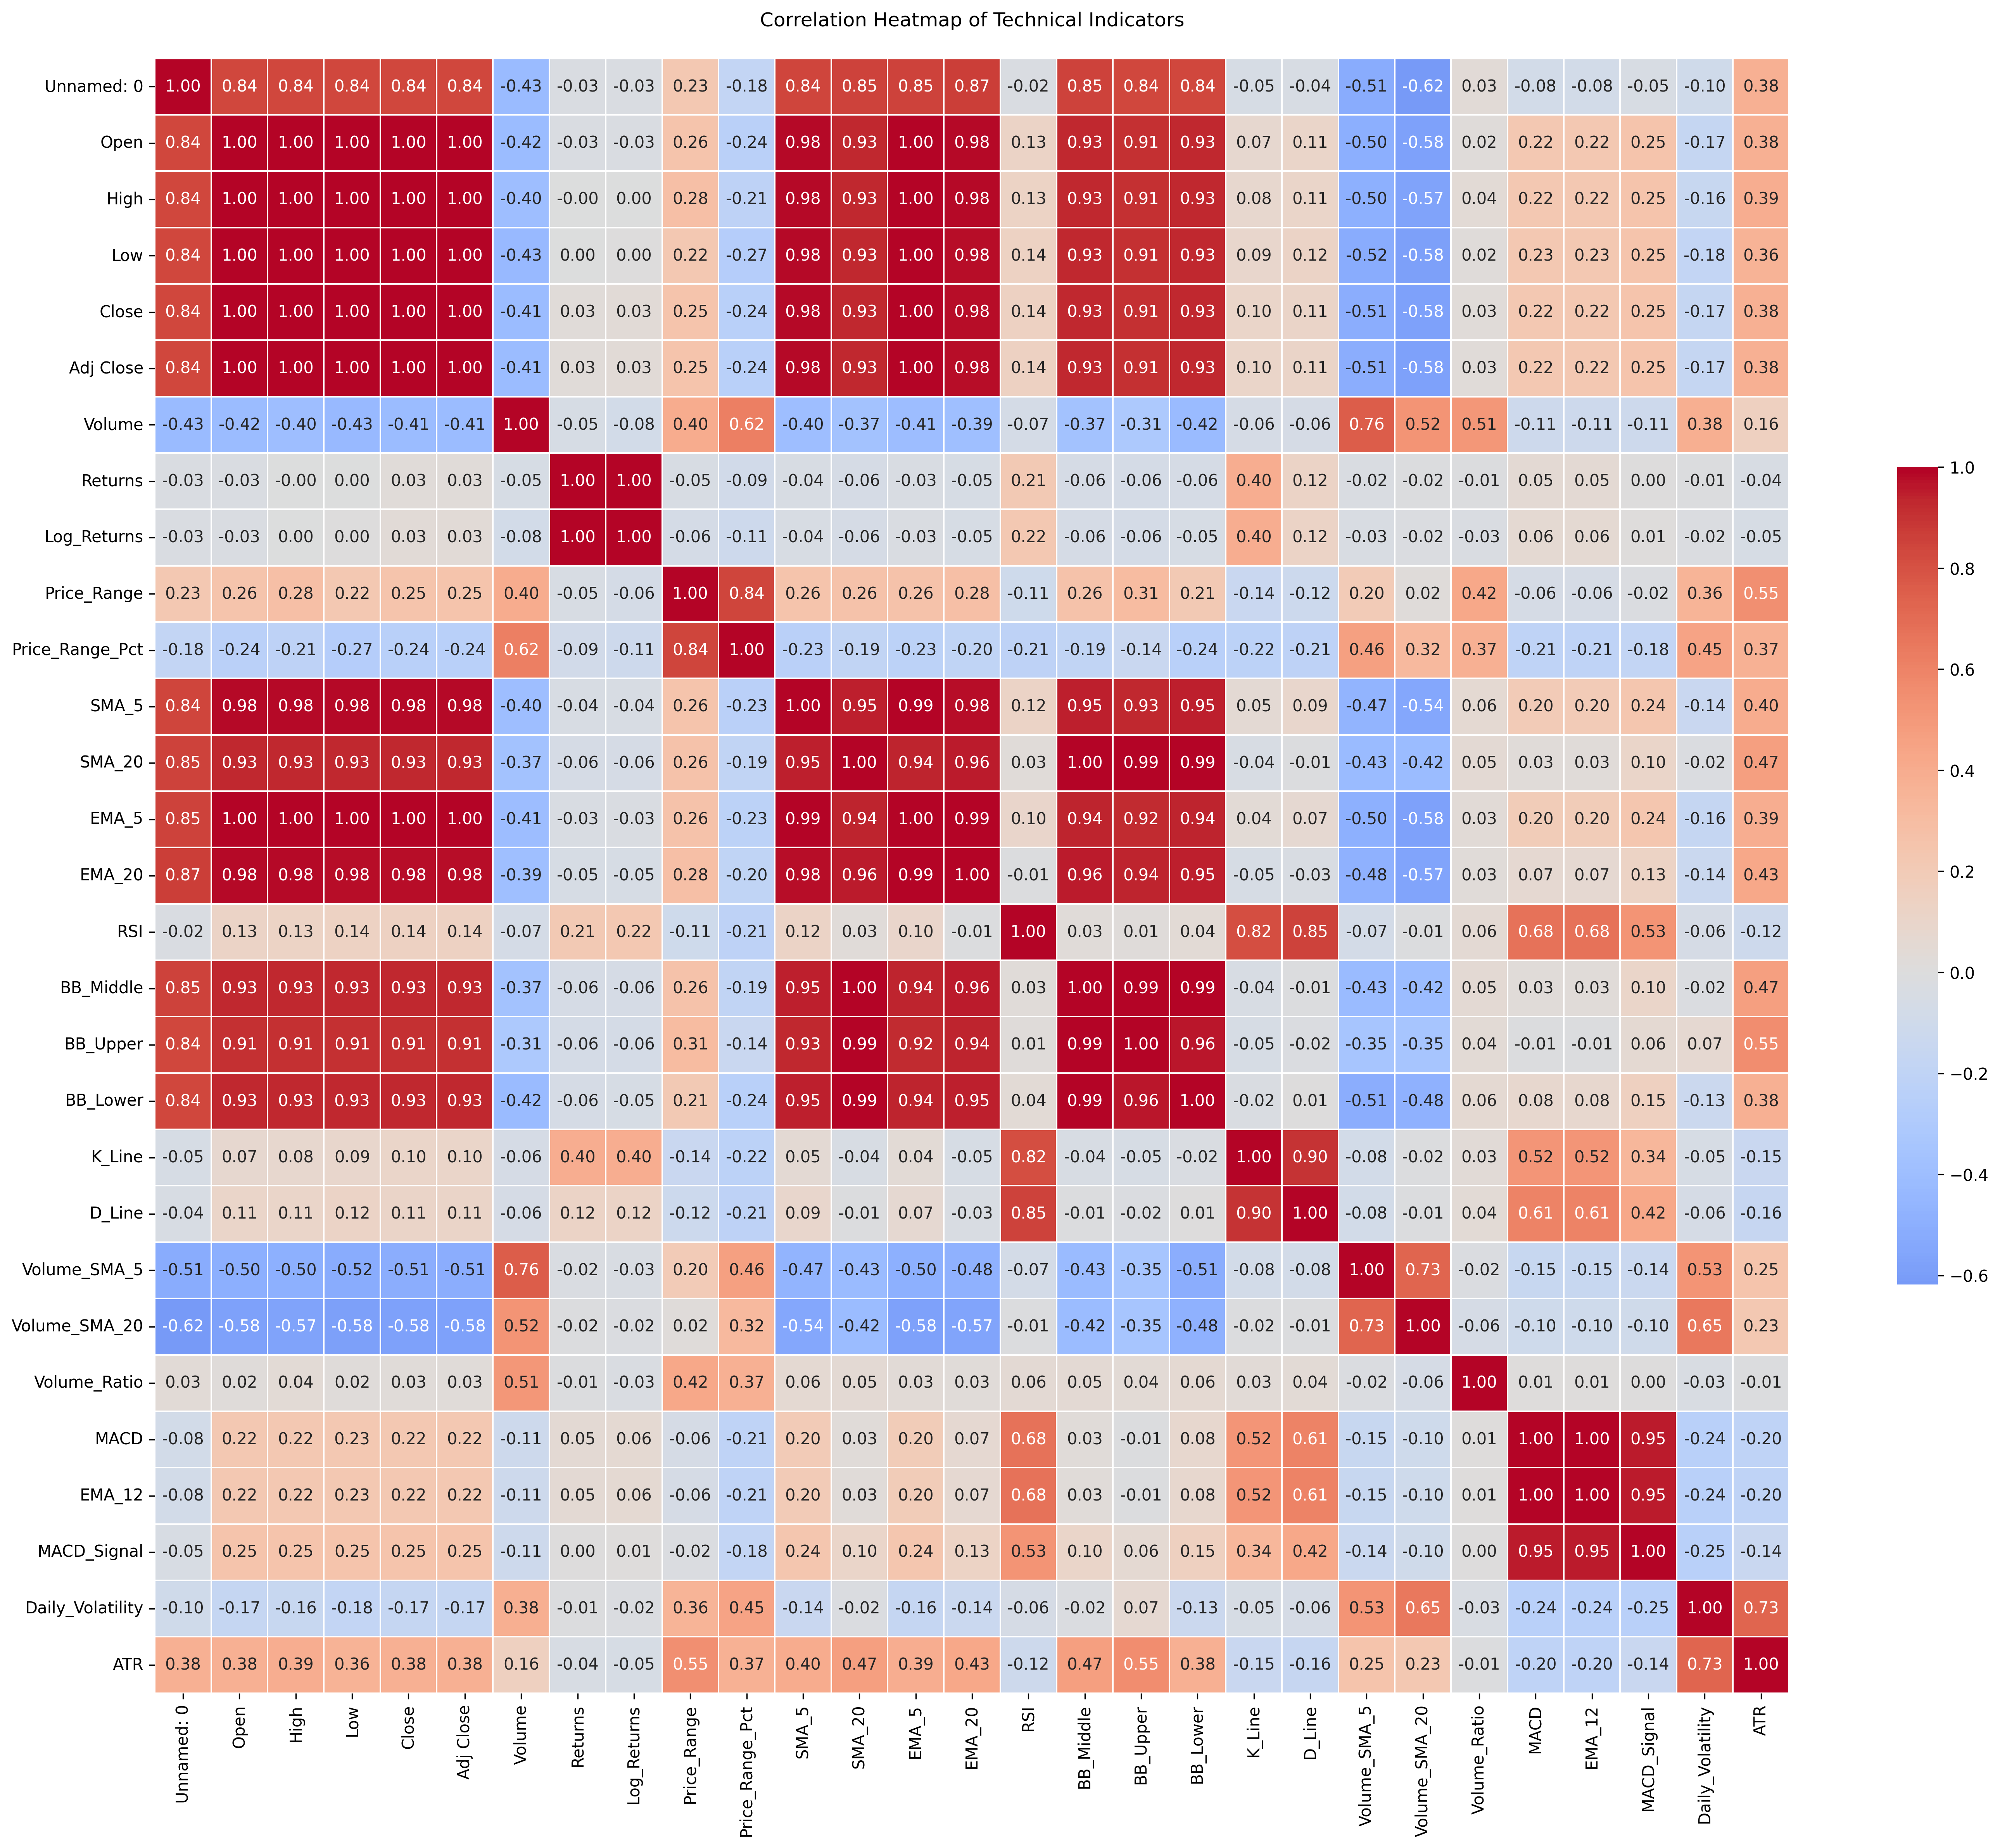 Correlation Heatmap of Technical Indicators
Unnamed: 0 1.00 0.84 0.84 0.84 0.84 0.84 -0.43 -0.03 -0.03 0.23 -0.18 0.84 0.85 0.85 0.87 -0.02 0.85 0.84 0.84 -0.05 -0.04 -0.51 -0.62 0.03 -0.08 -0.08 -0.05 -0.10 0.38
Open 0.84 1.00 1.00 1.00 1.00 1.00 -0.42 -0.03 -0.03 0.26 -0.24 0.98 0.93 1.00 0.98 0.13 0.93 0.91 0.93 0.07 0.11 -0.50 -0.58 0.02 0.22 0.22 0.25 -0.17 0.38
High 0.84 1.00 1.00 1.00 1.00 1.00 -0.40 -0.00 0.00 0.28 -0.21 0.98 0.93 1.00 0.98 0.13 0.93 0.91 0.93 0.08 0.11 -0.50 -0.57 0.04 0.22 0.22 0.25 -0.16 0.39
Low 0.84 1.00 1.00 1.00 1.00 1.00 -0.43 0.00 0.00 0.22 -0.27 0.98 0.93 1.00 0.98 0.14 0.93 0.91 0.93 0.09 0.12 -0.52 -0.58 0.02 0.23 0.23 0.25 -0.18 0.36
Close 0.84 1.00 1.00 1.00 1.00 1.00 -0.41 0.03 0.03 0.25 -0.24 0.98 0.93 1.00 0.98 0.14 0.93 0.91 0.93 0.10 0.11 -0.51 -0.58 0.03 0.22 0.22 0.25 -0.17 0.38
Adj Close 0.84 1.00 1.00 1.00 1.00 1.00 -0.41 0.03 0.03 0.25 -0.24 0.98 0.93 1.00 0.98 0.14 0.93 0.91 0.93 0.10 0.11 -0.51 -0.58 0.03 0.22 0.22 0.25 -0.17 0.38
Volume -0.43 -0.42 -0.40 -0.43 -0.41 -0.41 1.00 -0.05 -0.08 0.40 0.62 -0.40 -0.37 -0.41 -0.39 -0.07 -0.37 -0.31 -0.42 -0.06 -0.06 0.76 0.52 0.51 -0.11 -0.11 -0.11 0.38 0.16
Returns -0.03 -0.03 -0.00 0.00 0.03 0.03 -0.05 1.00 1.00 -0.05 -0.09 -0.04 -0.06 -0.03 -0.05 0.21 -0.06 -0.06 -0.06 0.40 0.12 -0.02 -0.02 -0.01 0.05 0.05 0.00 -0.01 -0.04
Log_Returns -0.03 -0.03 0.00 0.00 0.03 0.03 -0.08 1.00 1.00 -0.06 -0.11 -0.04 -0.06 -0.03 -0.05 0.22 -0.06 -0.06 -0.05 0.40 0.12 -0.03 -0.02 -0.03 0.06 0.06 0.01 -0.02 -0.05
Price_Range 0.23 0.26 0.28 0.22 0.25 0.25 0.40 -0.05 -0.06 1.00 0.84 0.26 0.26 0.26 0.28 -0.11 0.26 0.31 0.21 -0.14 -0.12 0.20 0.02 0.42 -0.06 -0.06 -0.02 0.36 0.55
Price_Range_Pct -0.18 -0.24 -0.21 -0.27 -0.24 -0.24 0.62 -0.09 -0.11 0.84 1.00 -0.23 -0.19 -0.23 -0.20 -0.21 -0.19 -0.14 -0.24 -0.22 -0.21 0.46 0.32 0.37 -0.21 -0.21 -0.18 0.45 0.37
SMA_5 0.84 0.98 0.98 0.98 0.98 0.98 -0.40 -0.04 -0.04 0.26 -0.23 1.00 0.95 0.99 0.98 0.12 0.95 0.93 0.95 0.05 0.09 -0.47 -0.54 0.06 0.20 0.20 0.24 -0.14 0.40
SMA_20 0.85 0.93 0.93 0.93 0.93 0.93 -0.37 -0.06 -0.06 0.26 -0.19 0.95 1.00 0.94 0.96 0.03 1.00 0.99 0.99 -0.04 -0.01 -0.43 -0.42 0.05 0.03 0.03 0.10 -0.02 0.47
EMA_5 0.85 1.00 1.00 1.00 1.00 1.00 -0.41 -0.03 -0.03 0.26 -0.23 0.99 0.94 1.00 0.99 0.10 0.94 0.92 0.94 0.04 0.07 -0.50 -0.58 0.03 0.20 0.20 0.24 -0.16 0.39
EMA_20 0.87 0.98 0.98 0.98 0.98 0.98 -0.39 -0.05 -0.05 0.28 -0.20 0.98 0.96 0.99 1.00 -0.01 0.96 0.94 0.95 -0.05 -0.03 -0.48 -0.57 0.03 0.07 0.07 0.13 -0.14 0.43
RSI -0.02 0.13 0.13 0.14 0.14 0.14 -0.07 0.21 0.22 -0.11 -0.21 0.12 0.03 0.10 -0.01 1.00 0.03 0.01 0.04 0.82 0.85 -0.07 -0.01 0.06 0.68 0.68 0.53 -0.06 -0.12
BB_Middle 0.85 0.93 0.93 0.93 0.93 0.93 -0.37 -0.06 -0.06 0.26 -0.19 0.95 1.00 0.94 0.96 0.03 1.00 0.99 0.99 -0.04 -0.01 -0.43 -0.42 0.05 0.03 0.03 0.10 -0.02 0.47
BB_Upper 0.84 0.91 0.91 0.91 0.91 0.91 -0.31 -0.06 -0.06 0.31 -0.14 0.93 0.99 0.92 0.94 0.01 0.99 1.00 0.96 -0.05 -0.02 -0.35 -0.35 0.04 -0.01 -0.01 0.06 0.07 0.55
BB_Lower 0.84 0.93 0.93 0.93 0.93 0.93 -0.42 -0.06 -0.05 0.21 -0.24 0.95 0.99 0.94 0.95 0.04 0.99 0.96 1.00 -0.02 0.01 -0.51 -0.48 0.06 0.08 0.08 0.15 -0.13 0.38
K_Line -0.05 0.07 0.08 0.09 0.10 0.10 -0.06 0.40 0.40 -0.14 -0.22 0.05 -0.04 0.04 -0.05 0.82 -0.04 -0.05 -0.02 1.00 0.90 -0.08 -0.02 0.03 0.52 0.52 0.34 -0.05 -0.15
D_Line -0.04 0.11 0.11 0.12 0.11 0.11 -0.06 0.12 0.12 -0.12 -0.21 0.09 -0.01 0.07 -0.03 0.85 -0.01 -0.02 0.01 0.90 1.00 -0.08 -0.01 0.04 0.61 0.61 0.42 -0.06 -0.16
Volume_SMA_5 -0.51 -0.50 -0.50 -0.52 -0.51 -0.51 0.76 -0.02 -0.03 0.20 0.46 -0.47 -0.43 -0.50 -0.48 -0.07 -0.43 -0.35 -0.51 -0.08 -0.08 1.00 0.73 -0.02 -0.15 -0.15 -0.14 0.53 0.25
Volume_SMA_20 -0.62 -0.58 -0.57 -0.58 -0.58 -0.58 0.52 -0.02 -0.02 0.02 0.32 -0.54 -0.42 -0.58 -0.57 -0.01 -0.42 -0.35 -0.48 -0.02 -0.01 0.73 1.00 -0.06 -0.10 -0.10 -0.10 0.65 0.23
Volume_Ratio 0.03 0.02 0.04 0.02 0.03 0.03 0.51 -0.01 -0.03 0.42 0.37 0.06 0.05 0.03 0.03 0.06 0.05 0.04 0.06 0.03 0.04 -0.02 -0.06 1.00 0.01 0.01 0.00 -0.03 -0.01
MACD -0.08 0.22 0.22 0.23 0.22 0.22 -0.11 0.05 0.06 -0.06 -0.21 0.20 0.03 0.20 0.07 0.68 0.03 -0.01 0.08 0.52 0.61 -0.15 -0.10 0.01 1.00 1.00 0.95 -0.24 -0.20
EMA_12 -0.08 0.22 0.22 0.23 0.22 0.22 -0.11 0.05 0.06 -0.06 -0.21 0.20 0.03 0.20 0.07 0.68 0.03 -0.01 0.08 0.52 0.61 -0.15 -0.10 0.01 1.00 1.00 0.95 -0.24 -0.20
MACD_Signal -0.05 0.25 0.25 0.25 0.25 0.25 -0.11 0.00 0.01 -0.02 -0.18 0.24 0.10 0.24 0.13 0.53 0.10 0.06 0.15 0.34 0.42 -0.14 -0.10 0.00 0.95 0.95 1.00 -0.25 -0.14
Daily_Volatility -0.10 -0.17 -0.16 -0.18 -0.17 -0.17 0.38 -0.01 -0.02 0.36 0.45 -0.14 -0.02 -0.16 -0.14 -0.06 -0.02 0.07 -0.13 -0.05 -0.06 0.53 0.65 -0.03 -0.24 -0.24 -0.25 1.00 0.73
ATR 0.38 0.38 0.39 0.36 0.38 0.38 0.16 -0.04 -0.05 0.55 0.37 0.40 0.47 0.39 0.43 -0.12 0.47 0.55 0.38 -0.15 -0.16 0.25 0.23 -0.01 -0.20 -0.20 -0.14 0.73 1.00
Unnamed: 0
Open
High
Low
Close
Adj Close
Volume
Returns
Log_Returns
Price_Range
Price_Range_Pct
SMA_5
SMA_20
EMA_5
EMA_20
RSI
BB_Middle
BB_Upper
BB_Lower
K_Line
D_Line
Volume_SMA_5
Volume_SMA_20
Volume_Ratio
MACD
EMA_12
MACD_Signal
Daily_Volatility
ATR
1.0
0.8
0.6
0.4
0.2
0.0
−0.2
−0.4
−0.6